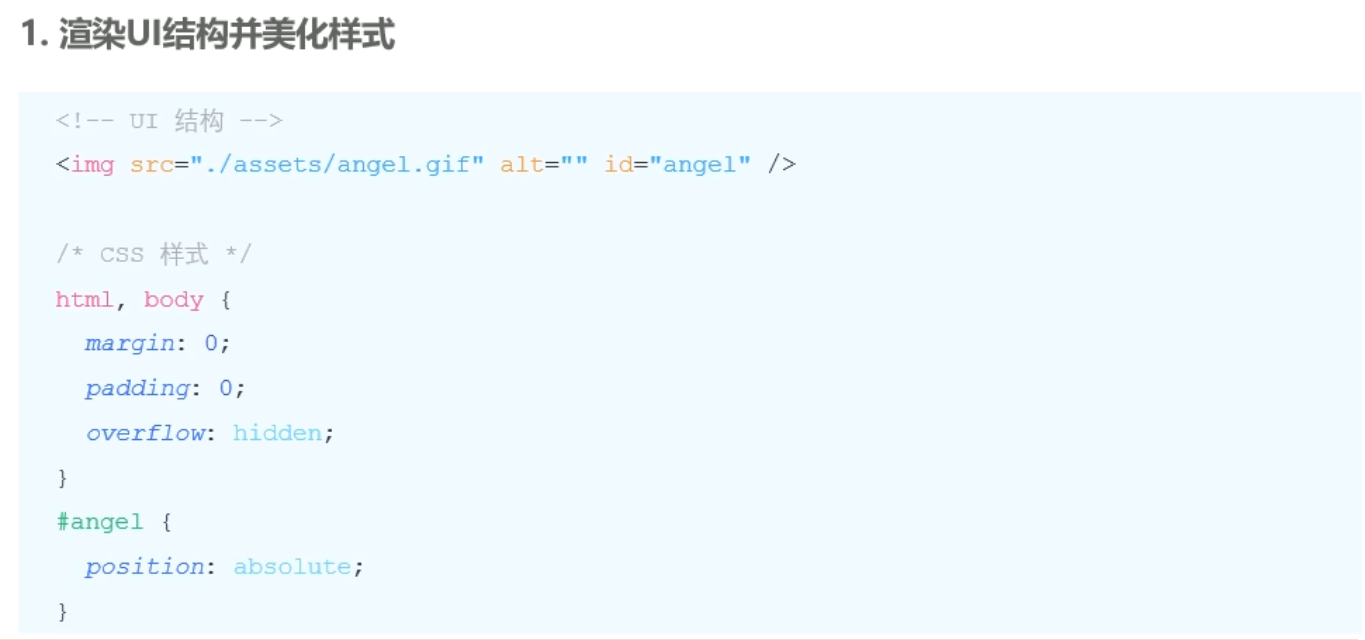 1. 渲染UI结构并美化样式
<!-- UI 结构 -->
<img src="./assets/angel.gif" alt="" id="angel" />
/* CSS 样式 */
html, body {
  margin: 0;
  padding: 0;
  overflow: hidden;
}
#angel {
  position: absolute;
}